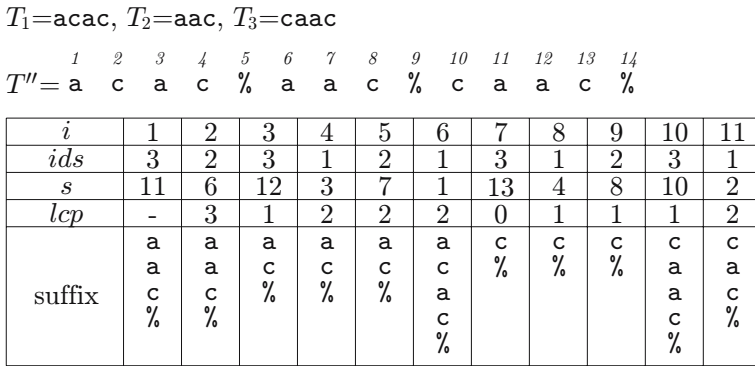 T₁=acac, T₂=aac, T₃=caac
1 2 3 4 5 6 7 8 9 10 11 12 13 14
T''= a c a c % a a c % c a a c %
i 1 2 3 4 5 6 7 8 9 10 11
ids 3 2 3 1 2 1 3 1 2 3 1
s 11 6 12 3 7 1 13 4 8 10 2
lcp - 3 1 2 2 2 0 1 1 1 2
a a a a a a c c c c c
a a c c c c % % % a a
suffix c c % % % a a c
% % c c %
% %